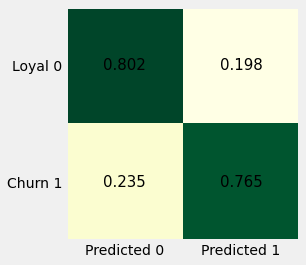 Loyal 0 0.802 0.198
Churn 1 0.235 0.765
Predicted 0 Predicted 1